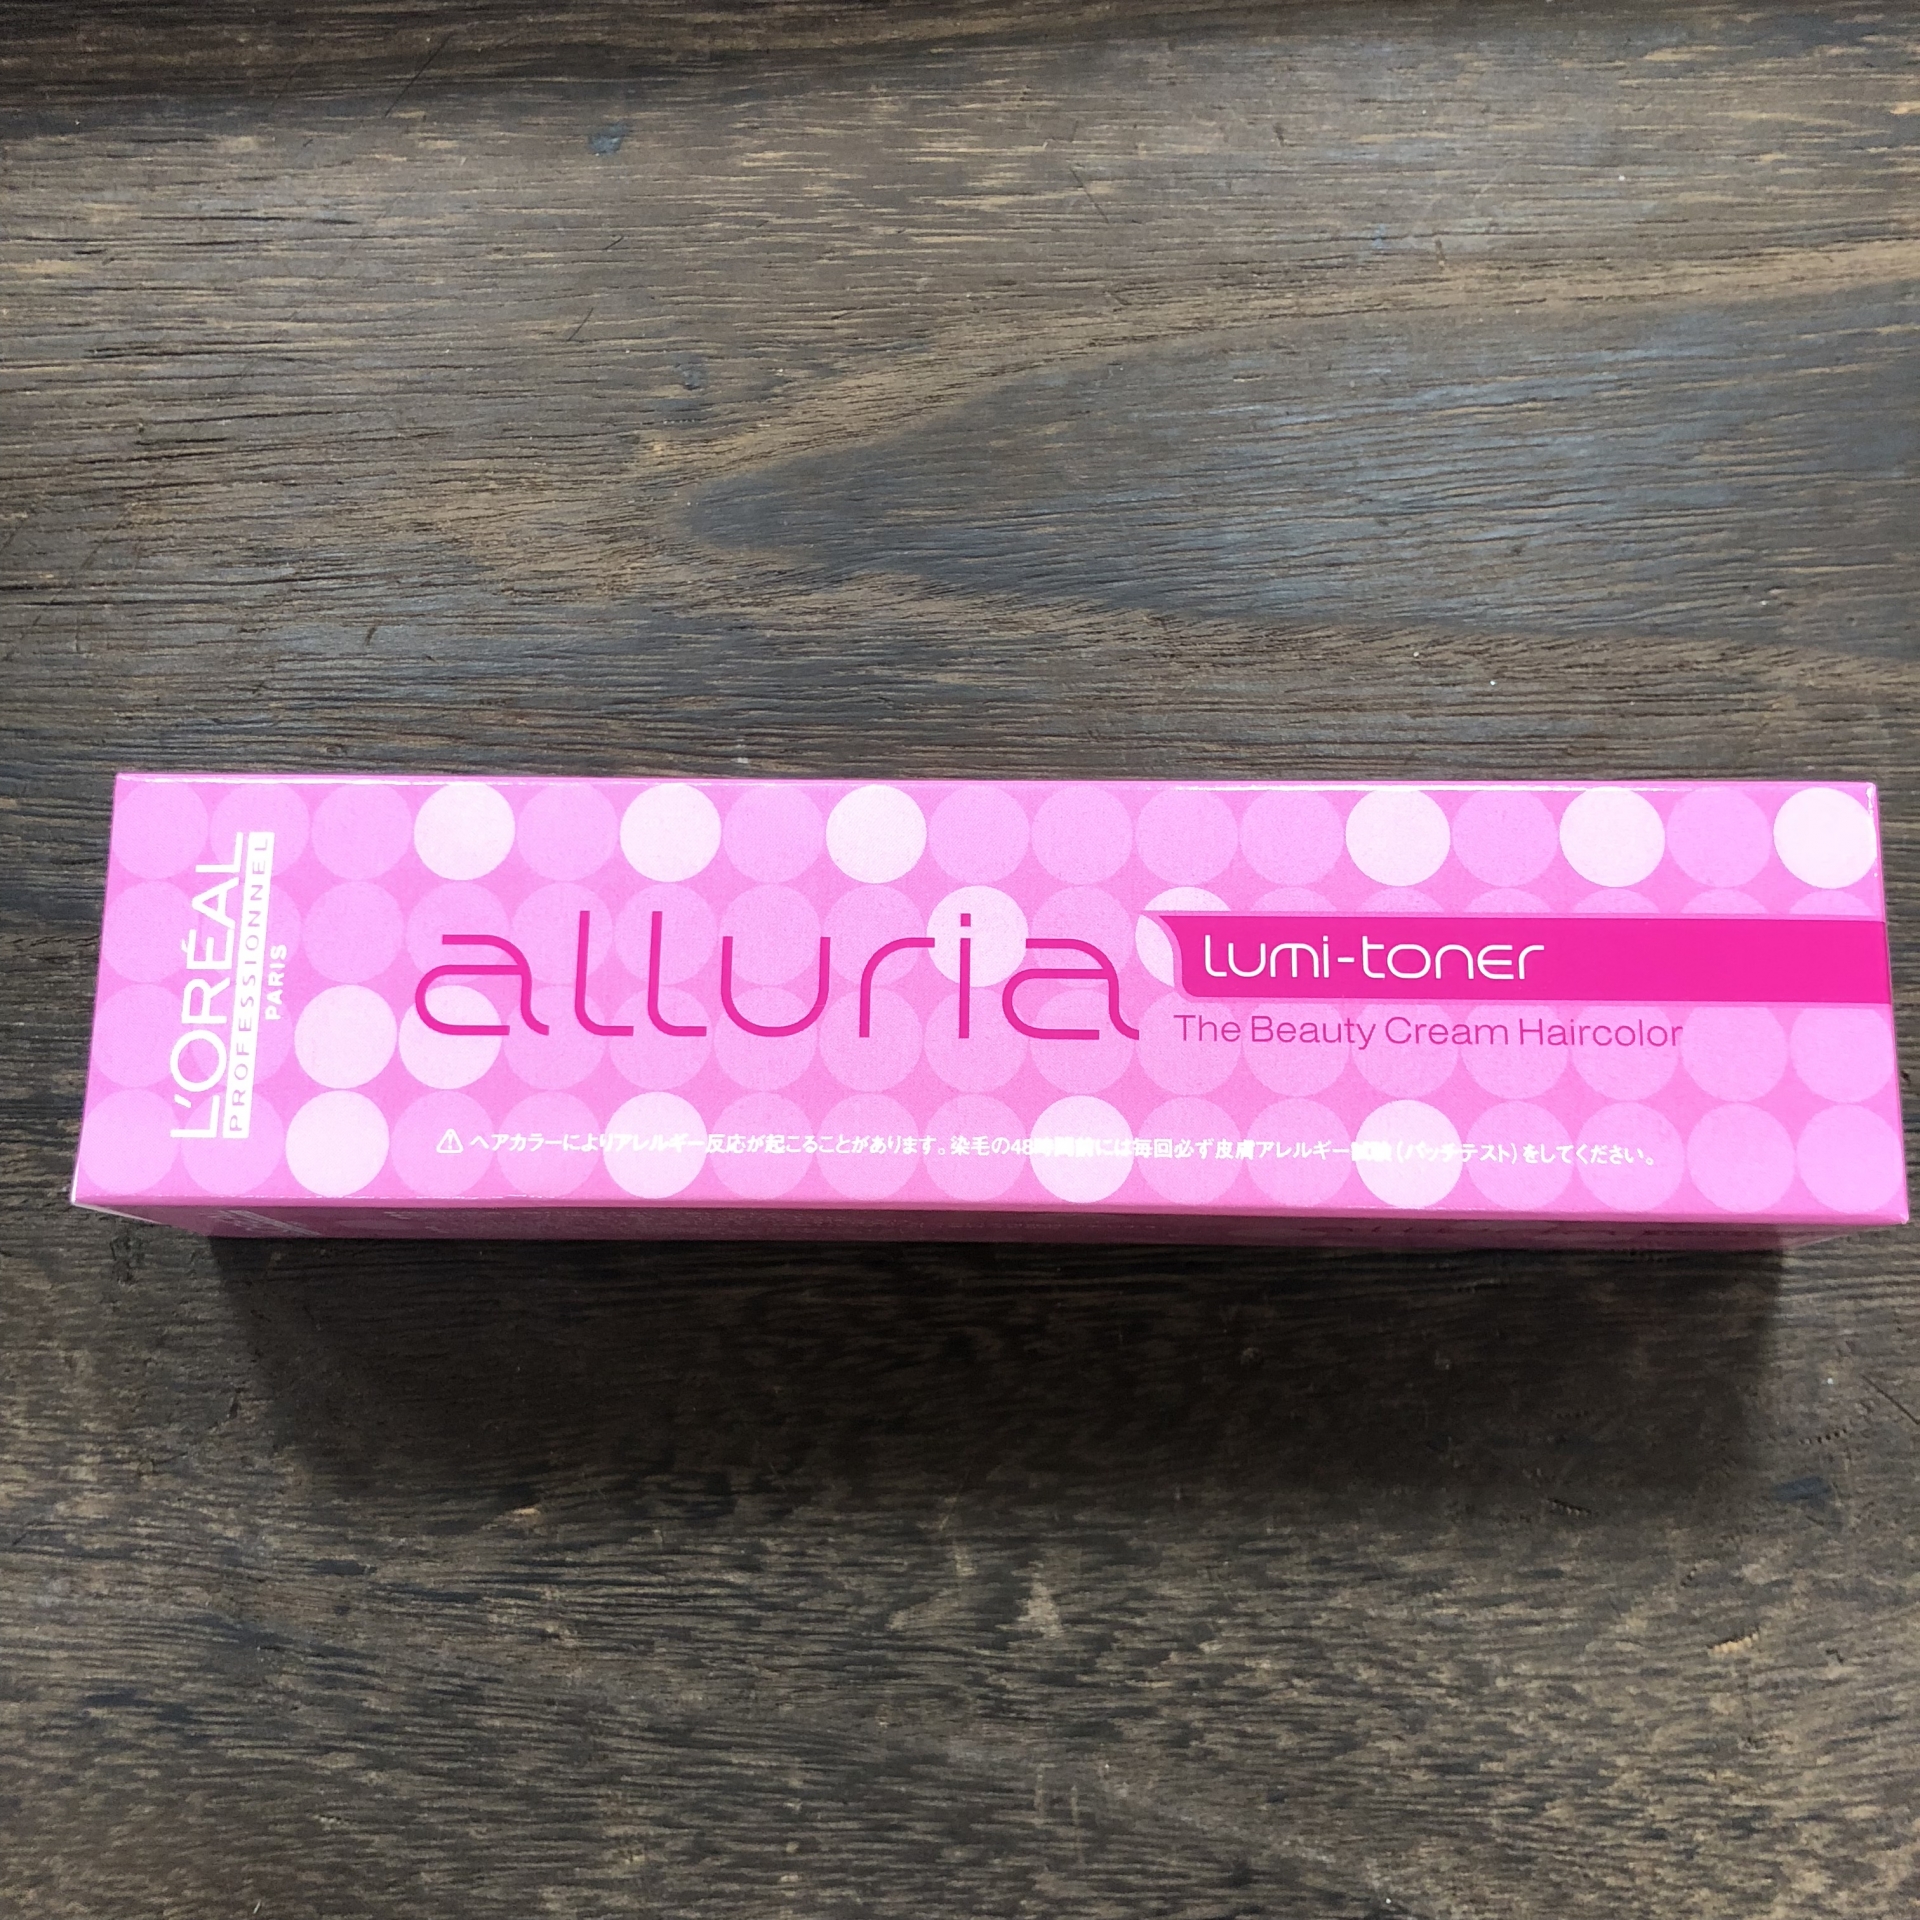 L'ORÉAL
PROFESSIONNEL
PARIS
alluria
Lumi-toner
The Beauty Cream Haircolor
⚠ ヘアカラーによりアレルギー反応が起こることがあります。染毛の48時間前には毎回必ず皮膚アレルギー試験(パッチテスト)をしてください。